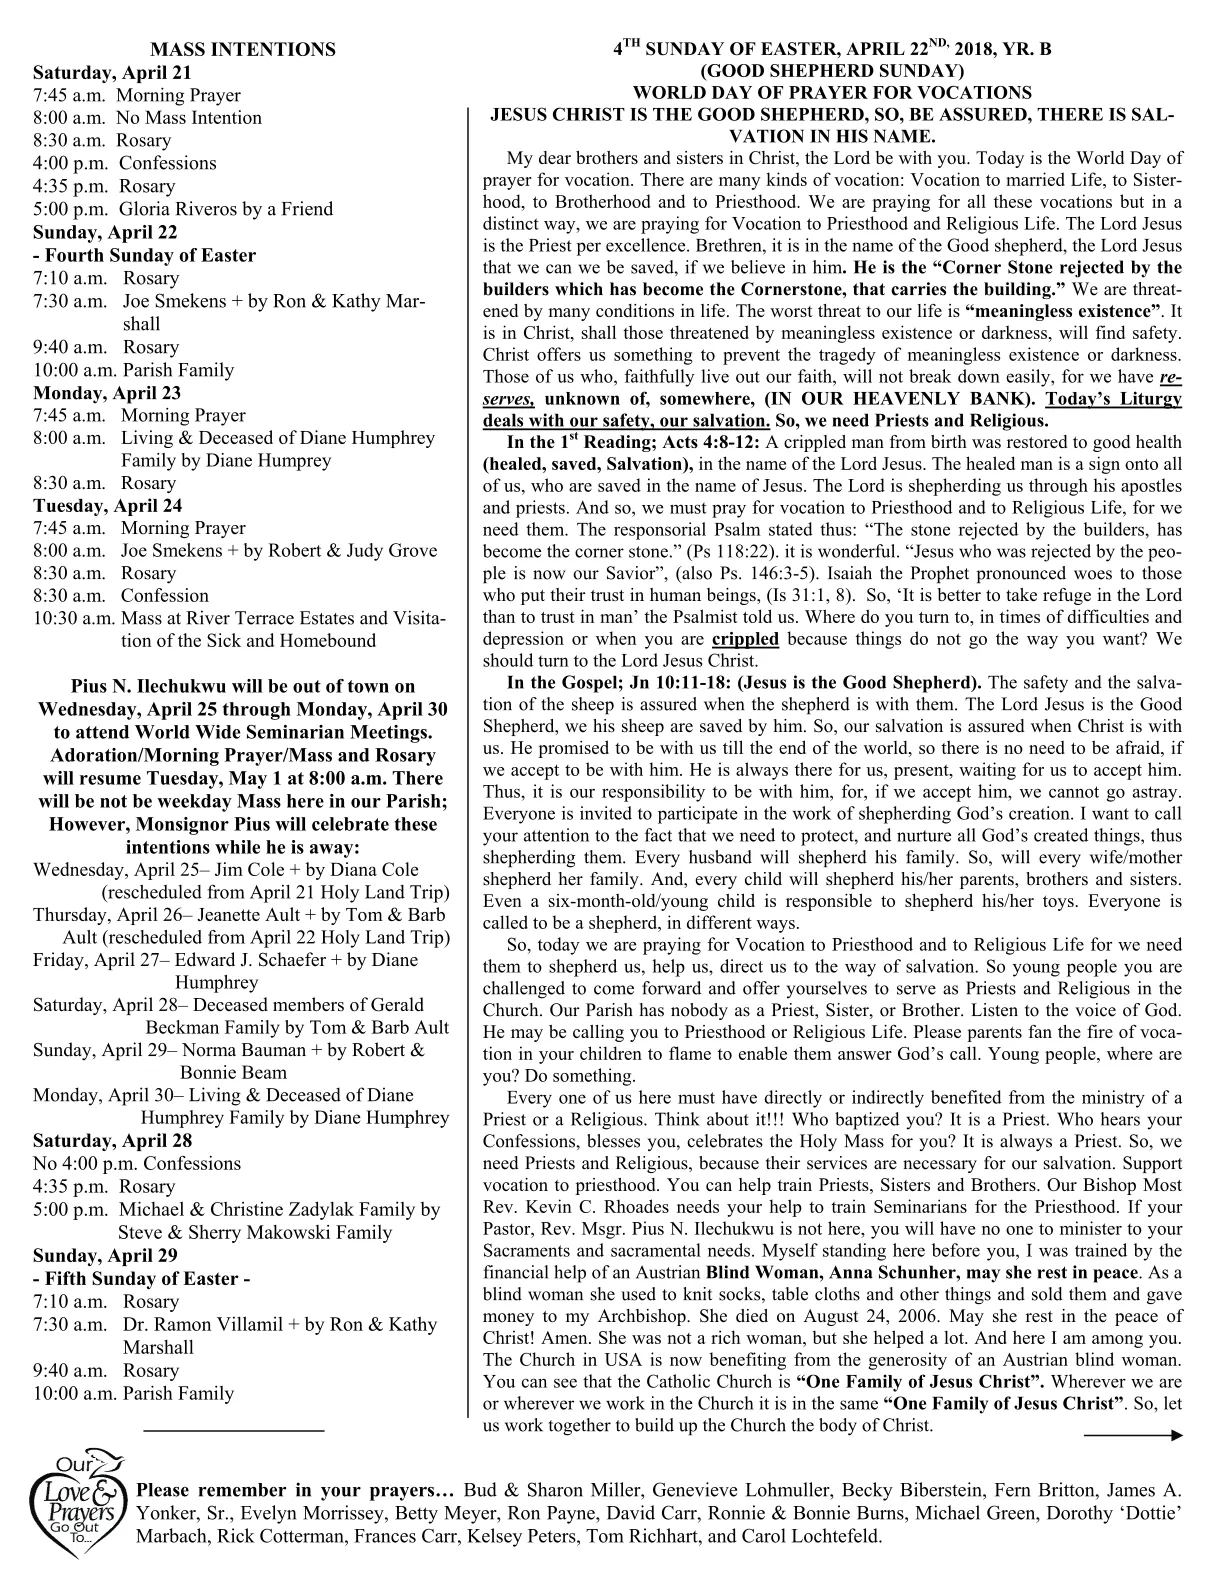 MASS INTENTIONS
Saturday, April 21
7:45 a.m. Morning Prayer
8:00 a.m. No Mass Intention
8:30 a.m. Rosary
4:00 p.m. Confessions
4:35 p.m. Rosary
5:00 p.m. Gloria Riveros by a Friend
Sunday, April 22
- Fourth Sunday of Easter
7:10 a.m. Rosary
7:30 a.m. Joe Smekens + by Ron & Kathy Mar-
shall
9:40 a.m. Rosary
10:00 a.m. Parish Family
Monday, April 23
7:45 a.m. Morning Prayer
8:00 a.m. Living & Deceased of Diane Humphrey
Family by Diane Humprey
8:30 a.m. Rosary
Tuesday, April 24
7:45 a.m. Morning Prayer
8:00 a.m. Joe Smekens + by Robert & Judy Grove
8:30 a.m. Rosary
8:30 a.m. Confession
10:30 a.m. Mass at River Terrace Estates and Visita-
tion of the Sick and Homebound
Pius N. Ilechukwu will be out of town on
Wednesday, April 25 through Monday, April 30
to attend World Wide Seminarian Meetings.
Adoration/Morning Prayer/Mass and Rosary
will resume Tuesday, May 1 at 8:00 a.m. There
will be not be weekday Mass here in our Parish;
However, Monsignor Pius will celebrate these
intentions while he is away:
Wednesday, April 25– Jim Cole + by Diana Cole
(rescheduled from April 21 Holy Land Trip)
Thursday, April 26– Jeanette Ault + by Tom & Barb
Ault (rescheduled from April 22 Holy Land Trip)
Friday, April 27– Edward J. Schaefer + by Diane
Humphrey
Saturday, April 28– Deceased members of Gerald
Beckman Family by Tom & Barb Ault
Sunday, April 29– Norma Bauman + by Robert &
Bonnie Beam
Monday, April 30– Living & Deceased of Diane
Humphrey Family by Diane Humphrey
Saturday, April 28
No 4:00 p.m. Confessions
4:35 p.m. Rosary
5:00 p.m. Michael & Christine Zadylak Family by
Steve & Sherry Makowski Family
Sunday, April 29
- Fifth Sunday of Easter -
7:10 a.m. Rosary
7:30 a.m. Dr. Ramon Villamil + by Ron & Kathy
Marshall
9:40 a.m. Rosary
10:00 a.m. Parish Family
4TH SUNDAY OF EASTER, APRIL 22ND, 2018, YR. B
(GOOD SHEPHERD SUNDAY)
WORLD DAY OF PRAYER FOR VOCATIONS
JESUS CHRIST IS THE GOOD SHEPHERD, SO, BE ASSURED, THERE IS SAL-
VATION IN HIS NAME.
My dear brothers and sisters in Christ, the Lord be with you. Today is the World Day of
prayer for vocation. There are many kinds of vocation: Vocation to married Life, to Sister-
hood, to Brotherhood and to Priesthood. We are praying for all these vocations but in a
distinct way, we are praying for Vocation to Priesthood and Religious Life. The Lord Jesus
is the Priest per excellence. Brethren, it is in the name of the Good shepherd, the Lord Jesus
that we can we be saved, if we believe in him. He is the “Corner Stone rejected by the
builders which has become the Cornerstone, that carries the building.” We are threat-
ened by many conditions in life. The worst threat to our life is “meaningless existence”. It
is in Christ, shall those threatened by meaningless existence or darkness, will find safety.
Christ offers us something to prevent the tragedy of meaningless existence or darkness.
Those of us who, faithfully live out our faith, will not break down easily, for we have re-
serves, unknown of, somewhere, (IN OUR HEAVENLY BANK). Today’s Liturgy
deals with our safety, our salvation. So, we need Priests and Religious.
In the 1st Reading; Acts 4:8-12: A crippled man from birth was restored to good health
(healed, saved, Salvation), in the name of the Lord Jesus. The healed man is a sign onto all
of us, who are saved in the name of Jesus. The Lord is shepherding us through his apostles
and priests. And so, we must pray for vocation to Priesthood and to Religious Life, for we
need them. The responsorial Psalm stated thus: “The stone rejected by the builders, has
become the corner stone.” (Ps 118:22). it is wonderful. “Jesus who was rejected by the peo-
ple is now our Savior”, (also Ps. 146:3-5). Isaiah the Prophet pronounced woes to those
who put their trust in human beings, (Is 31:1, 8). So, ‘It is better to take refuge in the Lord
than to trust in man’ the Psalmist told us. Where do you turn to, in times of difficulties and
depression or when you are crippled because things do not go the way you want? We
should turn to the Lord Jesus Christ.
In the Gospel; Jn 10:11-18: (Jesus is the Good Shepherd). The safety and the salva-
tion of the sheep is assured when the shepherd is with them. The Lord Jesus is the Good
Shepherd, we his sheep are saved by him. So, our salvation is assured when Christ is with
us. He promised to be with us till the end of the world, so there is no need to be afraid, if
we accept to be with him. He is always there for us, present, waiting for us to accept him.
Thus, it is our responsibility to be with him, for, if we accept him, we cannot go astray.
Everyone is invited to participate in the work of shepherding God’s creation. I want to call
your attention to the fact that we need to protect, and nurture all God’s created things, thus
shepherding them. Every husband will shepherd his family. So, will every wife/mother
shepherd her family. And, every child will shepherd his/her parents, brothers and sisters.
Even a six-month-old/young child is responsible to shepherd his/her toys. Everyone is
called to be a shepherd, in different ways.
So, today we are praying for Vocation to Priesthood and to Religious Life for we need
them to shepherd us, help us, direct us to the way of salvation. So young people you are
challenged to come forward and offer yourselves to serve as Priests and Religious in the
Church. Our Parish has nobody as a Priest, Sister, or Brother. Listen to the voice of God.
He may be calling you to Priesthood or Religious Life. Please parents fan the fire of voca-
tion in your children to flame to enable them answer God’s call. Young people, where are
you? Do something.
Every one of us here must have directly or indirectly benefited from the ministry of a
Priest or a Religious. Think about it!!! Who baptized you? It is a Priest. Who hears your
Confessions, blesses you, celebrates the Holy Mass for you? It is always a Priest. So, we
need Priests and Religious, because their services are necessary for our salvation. Support
vocation to priesthood. You can help train Priests, Sisters and Brothers. Our Bishop Most
Rev. Kevin C. Rhoades needs your help to train Seminarians for the Priesthood. If your
Pastor, Rev. Msgr. Pius N. Ilechukwu is not here, you will have no one to minister to your
Sacraments and sacramental needs. Myself standing here before you, I was trained by the
financial help of an Austrian Blind Woman, Anna Schunher, may she rest in peace. As a
blind woman she used to knit socks, table cloths and other things and sold them and gave
money to my Archbishop. She died on August 24, 2006. May she rest in the peace of
Christ! Amen. She was not a rich woman, but she helped a lot. And here I am among you.
The Church in USA is now benefiting from the generosity of an Austrian blind woman.
You can see that the Catholic Church is “One Family of Jesus Christ”. Wherever we are
or wherever we work in the Church it is in the same “One Family of Jesus Christ”. So, let
us work together to build up the Church the body of Christ.
Our
Love &
Prayers
Go Out
To...
Please remember in your prayers… Bud & Sharon Miller, Genevieve Lohmuller, Becky Biberstein, Fern Britton, James A.
Yonker, Sr., Evelyn Morrissey, Betty Meyer, Ron Payne, David Carr, Ronnie & Bonnie Burns, Michael Green, Dorothy ‘Dottie’
Marbach, Rick Cotterman, Frances Carr, Kelsey Peters, Tom Richhart, and Carol Lochtefeld.